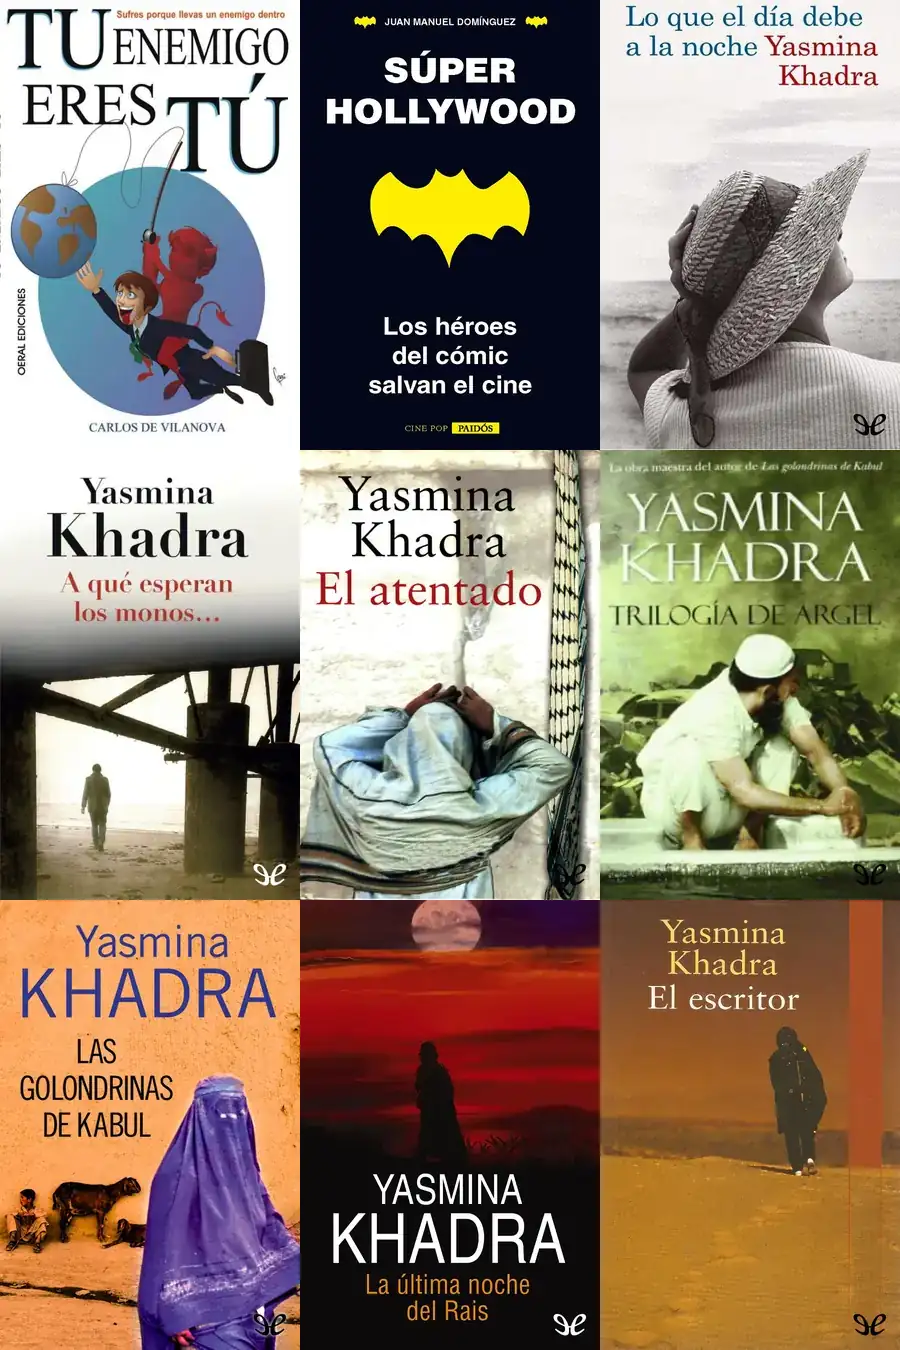 Sufres porque llevas un enemigo dentro
TU ENEMIGO
ERES TÚ
OERAL EDICIONES
CARLOS DE VILANOVA
JUAN MANUEL DOMÍNGUEZ
SÚPER
HOLLYWOOD
Los héroes
del cómic
salvan el cine
CINE POP PAIDÓS
Lo que el día debe
a la noche Yasmina
Khadra
Yasmina
Khadra
A qué esperan
los monos...
Yasmina
Khadra
El atentado
La obra maestra del autor de Las golondrinas de Kabul
YASMINA
KHADRA
TRILOGÍA DE ARGEL
Yasmina
KHADRA
LAS
GOLONDRINAS
DE KABUL
YASMINA
KHADRA
La última noche
del Rais
Yasmina
Khadra
El escritor